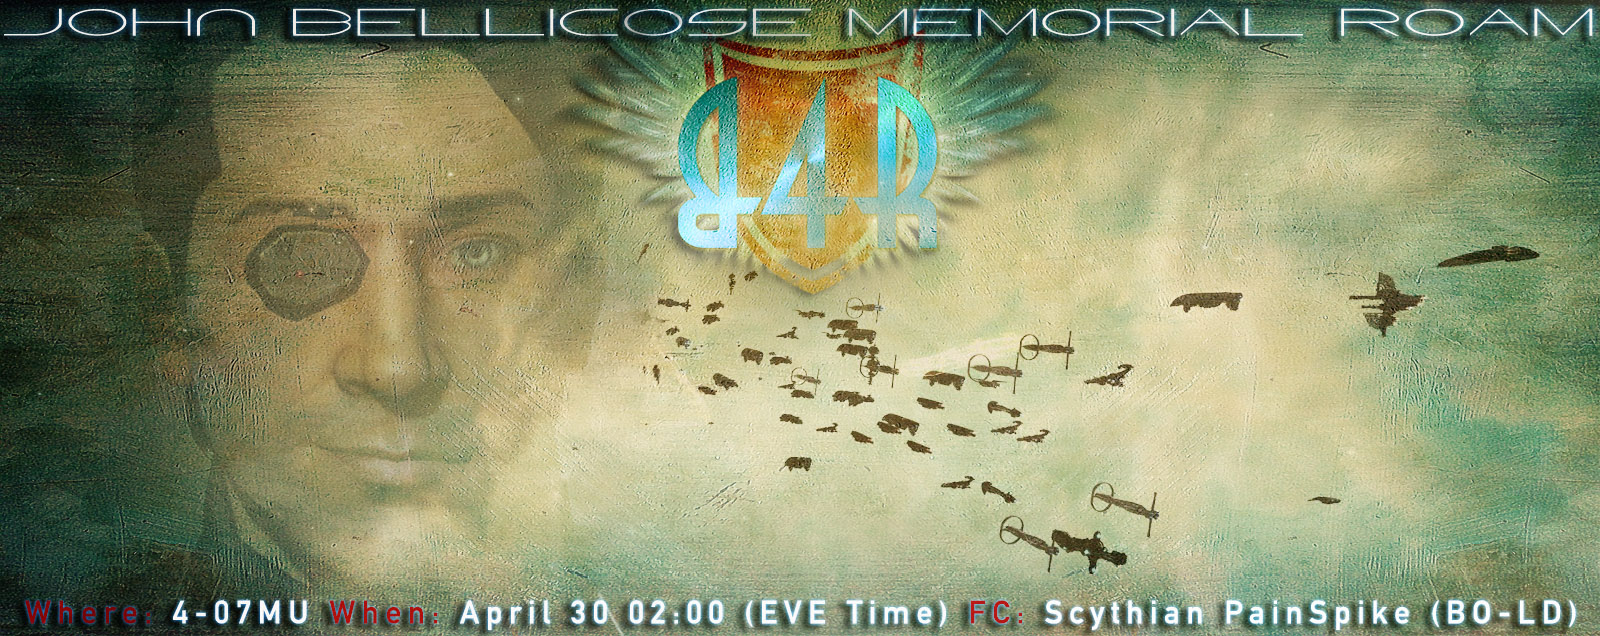 JOHN BELLICOSE MEMORIAL ROAM
B4R
Where: 4-07MU When: April 30 02:00 (EVE Time) FC: Scythian PainSpike (BO-LD)